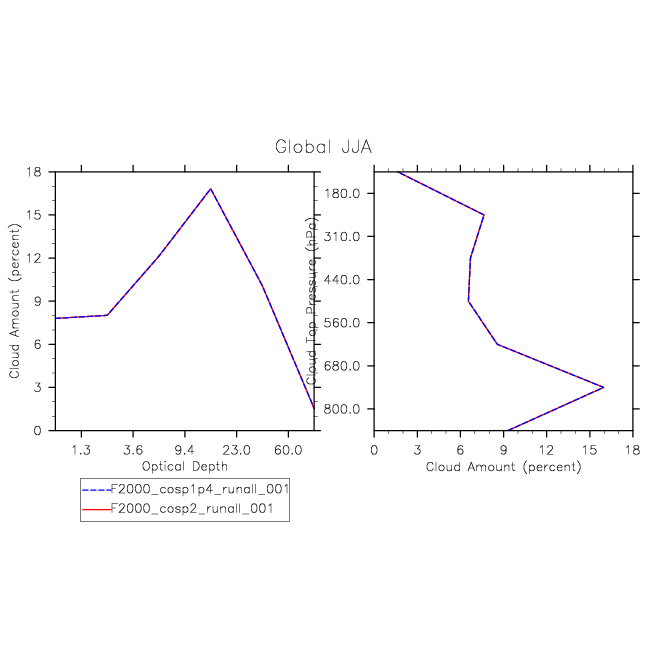 Global JJA
Cloud Amount (percent)
18
15
12
9
6
3
0
1.3 3.6 9.4 23.0 60.0
Optical Depth
Cloud Top Pressure (hPa)
180.0
310.0
440.0
560.0
680.0
800.0
0 3 6 9 12 15 18
Cloud Amount (percent)
F2000_cosp1p4_runall_001
F2000_cosp2_runall_001